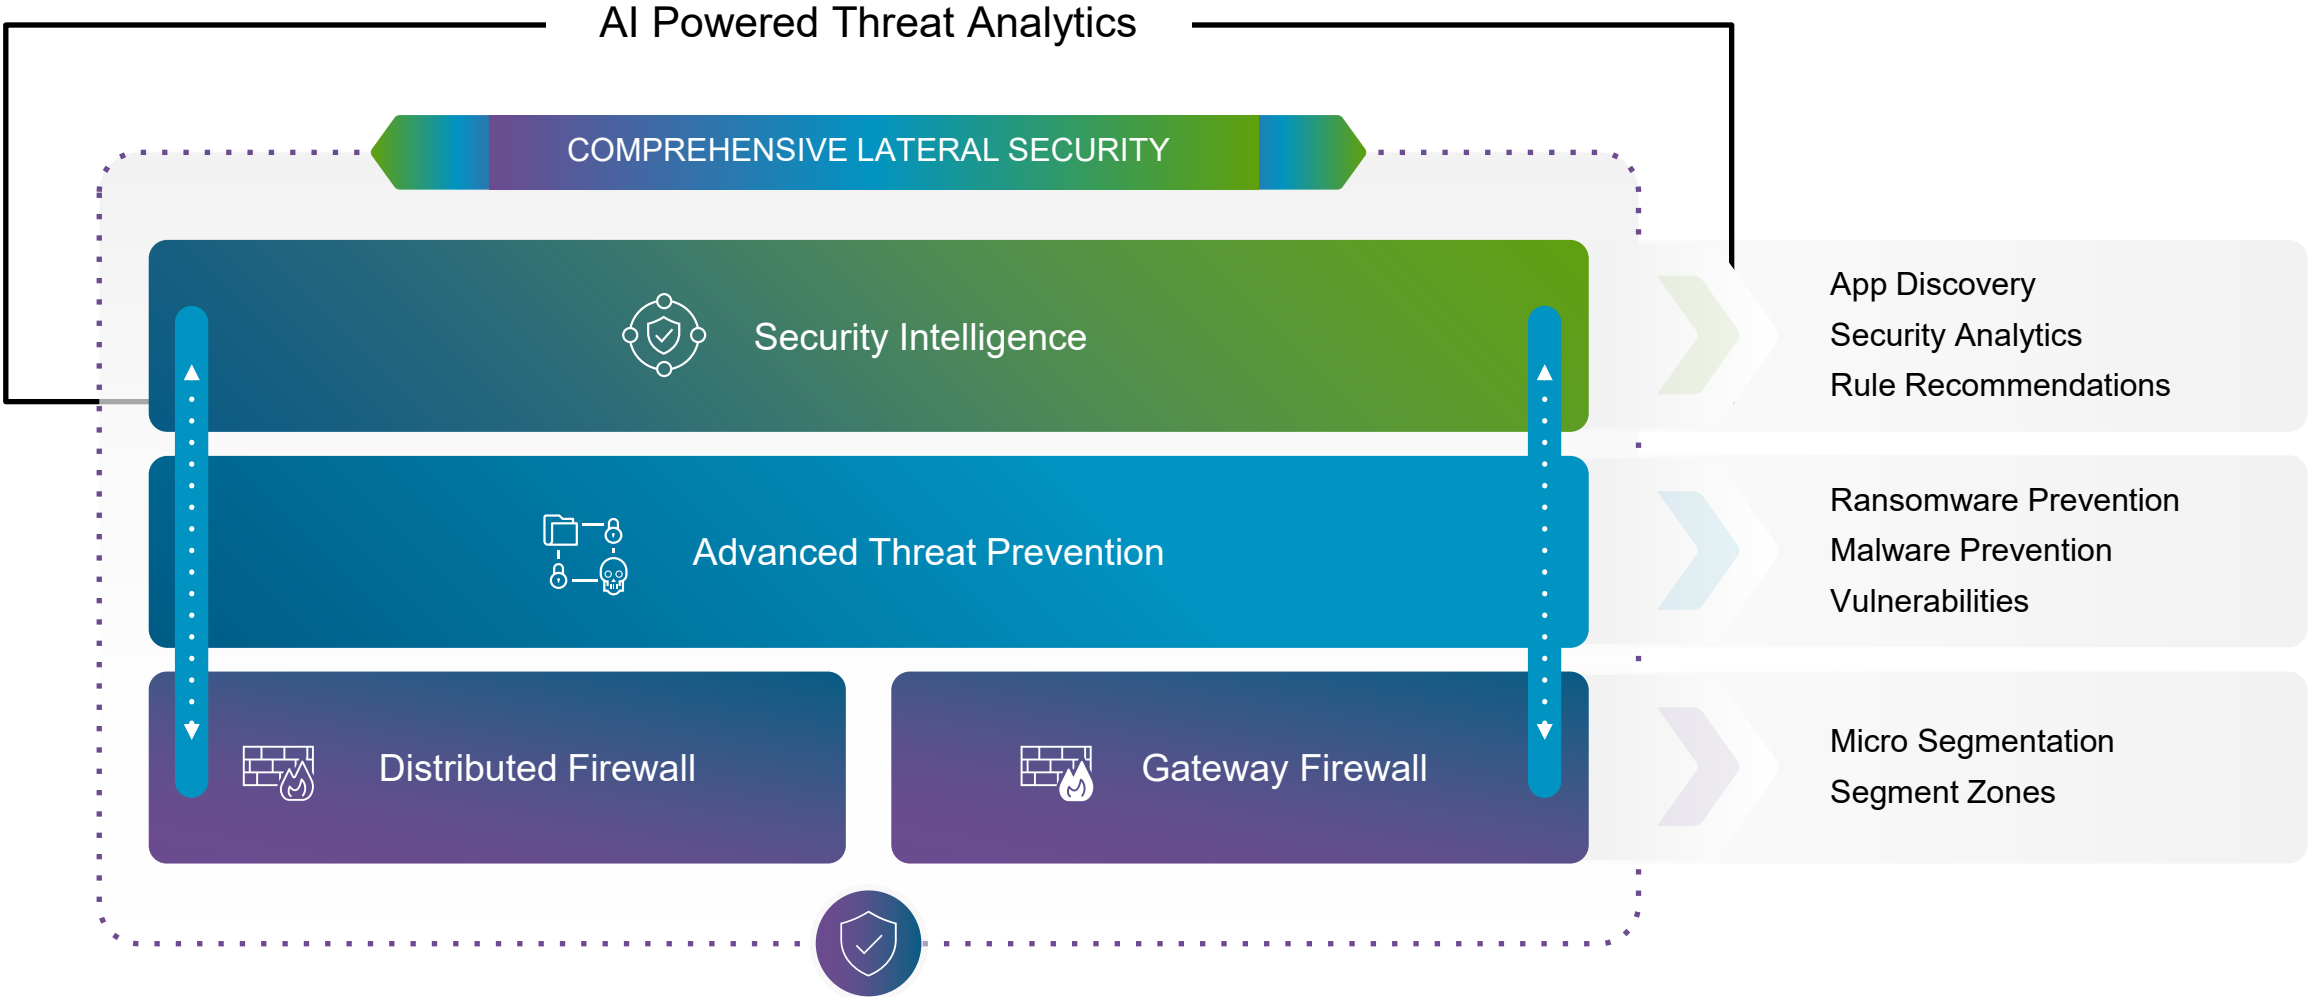 AI Powered Threat Analytics
COMPREHENSIVE LATERAL SECURITY
Security Intelligence
App Discovery
Security Analytics
Rule Recommendations
Advanced Threat Prevention
Ransomware Prevention
Malware Prevention
Vulnerabilities
Distributed Firewall
Gateway Firewall
Micro Segmentation
Segment Zones